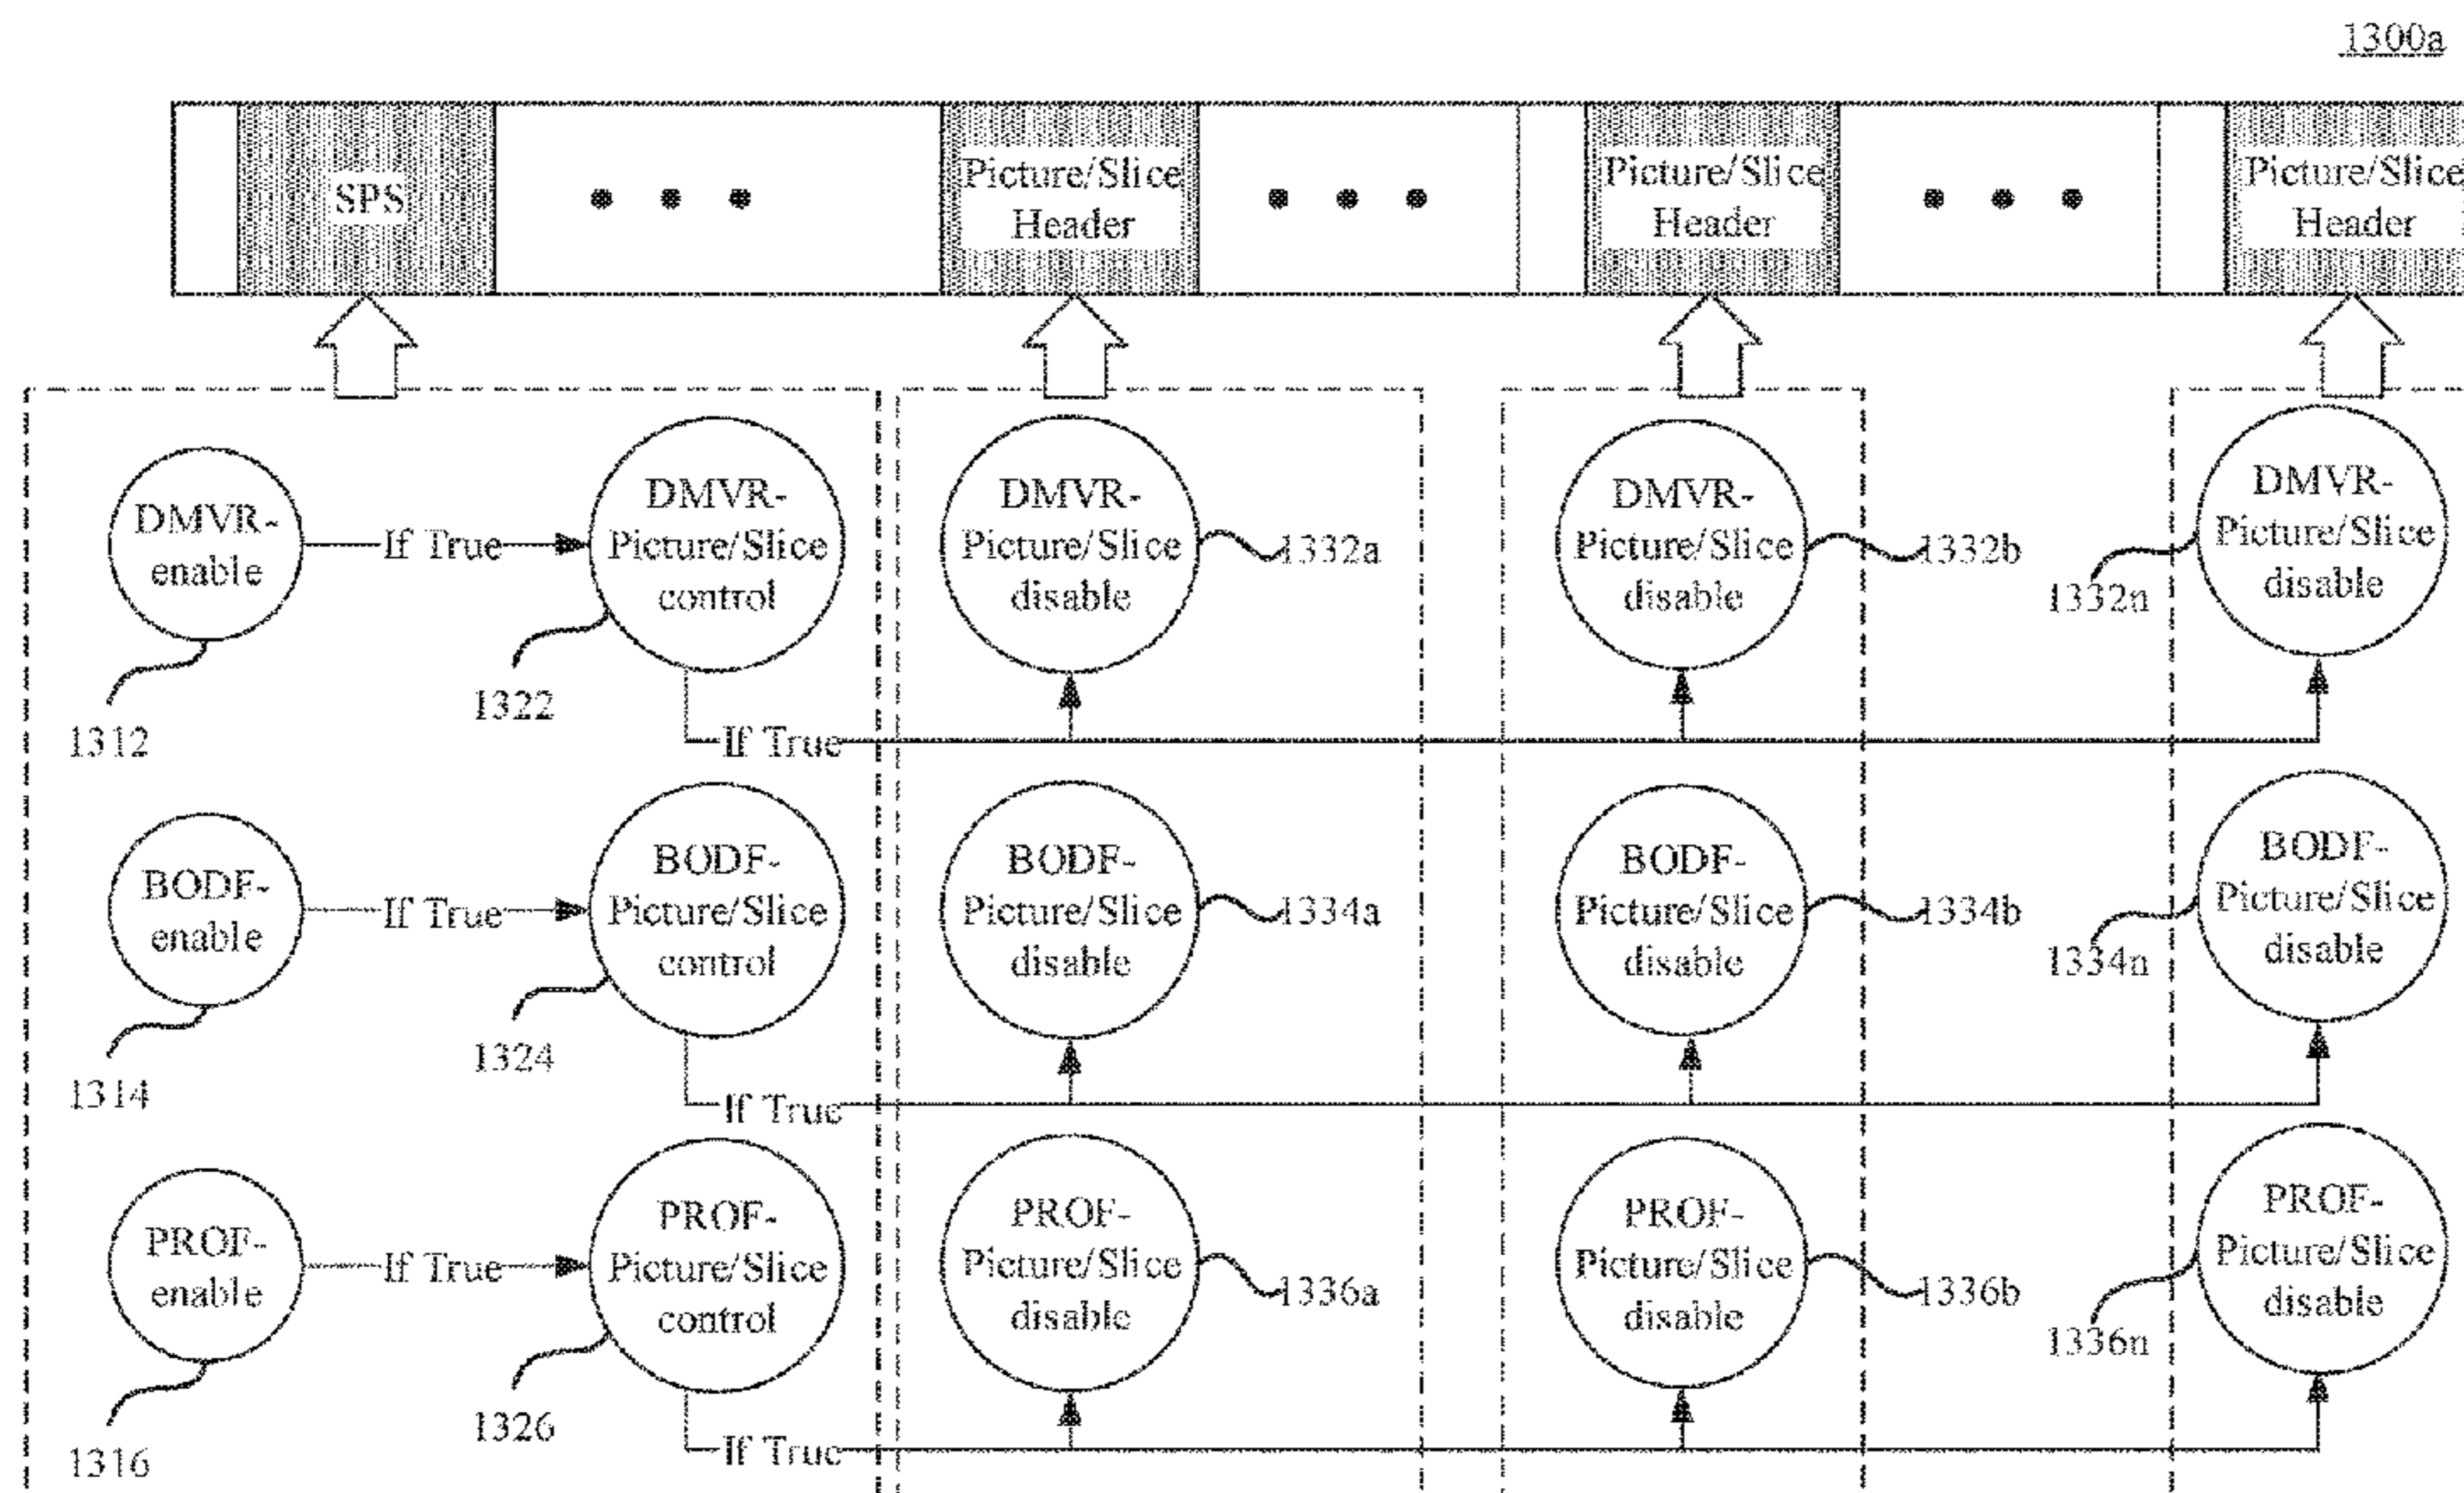 1300a
SPS
Picture/Slice
Header
Picture/Slice
Header
Picture/Slice
Header
DMVR-
enable
If True
DMVR-
Picture/Slice
control
DMVR-
Picture/Slice
disable
1332a
DMVR-
Picture/Slice
disable
1332b
1332n
DMVR-
Picture/Slice
disable
1312
1322
If True
BODF-
enable
If True
BODF-
Picture/Slice
control
BODF-
Picture/Slice
disable
1334a
BODF-
Picture/Slice
disable
1334b
1334n
BODF-
Picture/Slice
disable
1314
1324
If True
PROF-
enable
If True
PROF-
Picture/Slice
control
PROF-
Picture/Slice
disable
1336a
PROF-
Picture/Slice
disable
1336b
1336n
PROF-
Picture/Slice
disable
1316
1326
If True